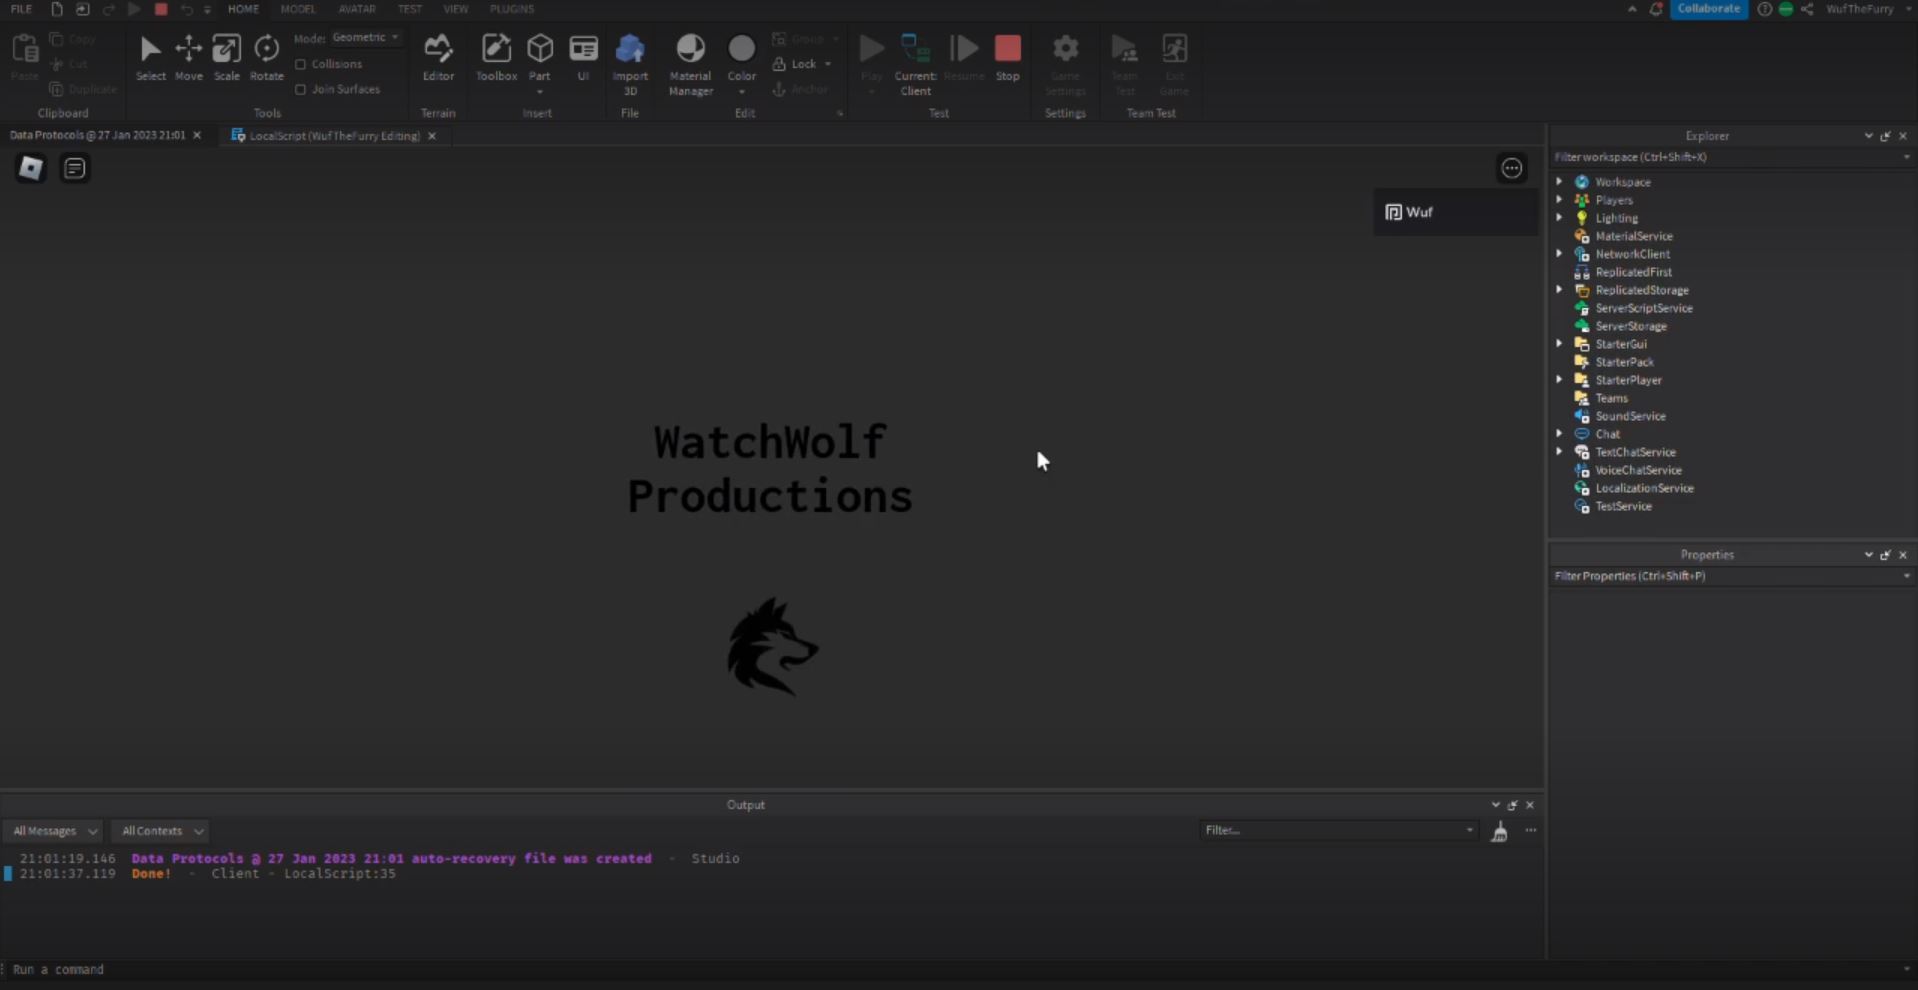 FILE HOME MODEL AVATAR TEST VIEW PLUGINS Collaborate WufTheFurry
Paste
Copy
Cut
Duplicate
Clipboard
Select Move Scale Rotate
Mode: Geometric
Collisions
Join Surfaces
Tools
Editor
Terrain
Toolbox Part UI
Insert
Import
3D
File
Material
Manager
Color
Group
Lock
Anchor
Edit
Play
Current:
Client
Resume Stop
Test
Game
Settings
Settings
Team
Test
Exit
Game
Team Test
Data Protocols @ 27 Jan 2023 21:01
LocalScript (WufTheFurry Editing)
Wuf
WatchWolf
Productions
Explorer
Filter workspace (Ctrl+Shift+X)
Workspace
Players
Lighting
MaterialService
NetworkClient
ReplicatedFirst
ReplicatedStorage
ServerScriptService
ServerStorage
StarterGui
StarterPack
StarterPlayer
Teams
SoundService
Chat
TextChatService
VoiceChatService
LocalizationService
TestService
Properties
Filter Properties (Ctrl+Shift+P)
Output
All Messages All Contexts Filter...
21:01:19.146 Data Protocols @ 27 Jan 2023 21:01 auto-recovery file was created - Studio
21:01:37.119 Done! - Client - LocalScript:35
Run a command